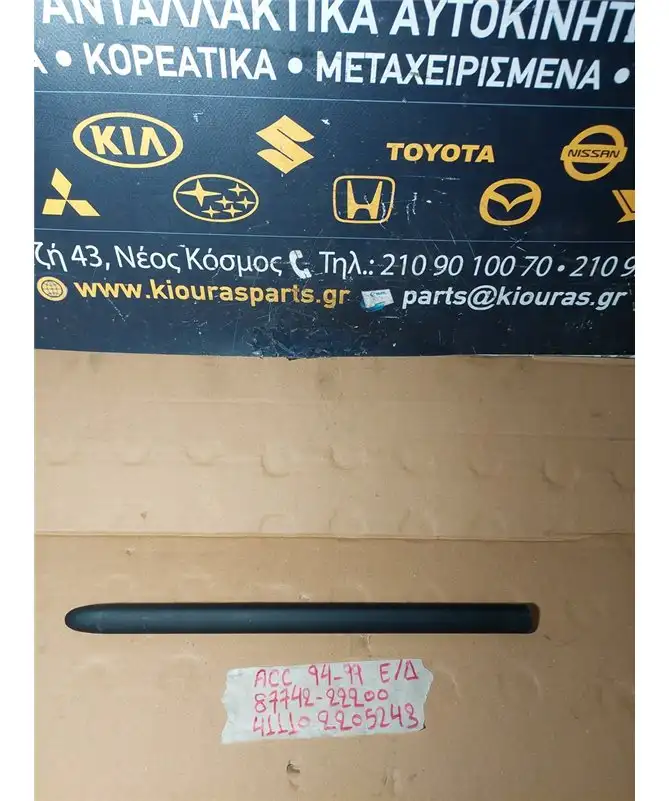 ΑΝΤΑΛΛΑΚΤΙΚΑ ΑΥΤΟΚΙΝΗΤ
Α • ΚΟΡΕΑΤΙΚΑ • ΜΕΤΑΧΕΙΡΙΣΜΕΝΑ •
KIA TOYOTA NISSAN
ζή 43, Νέος Κόσμος Τηλ.: 210 90 100 70 • 210 9
www.kiourasparts.gr parts@kiouras.gr
ACC 94-99 Ε/Δ
87742-22200
41110 2205243